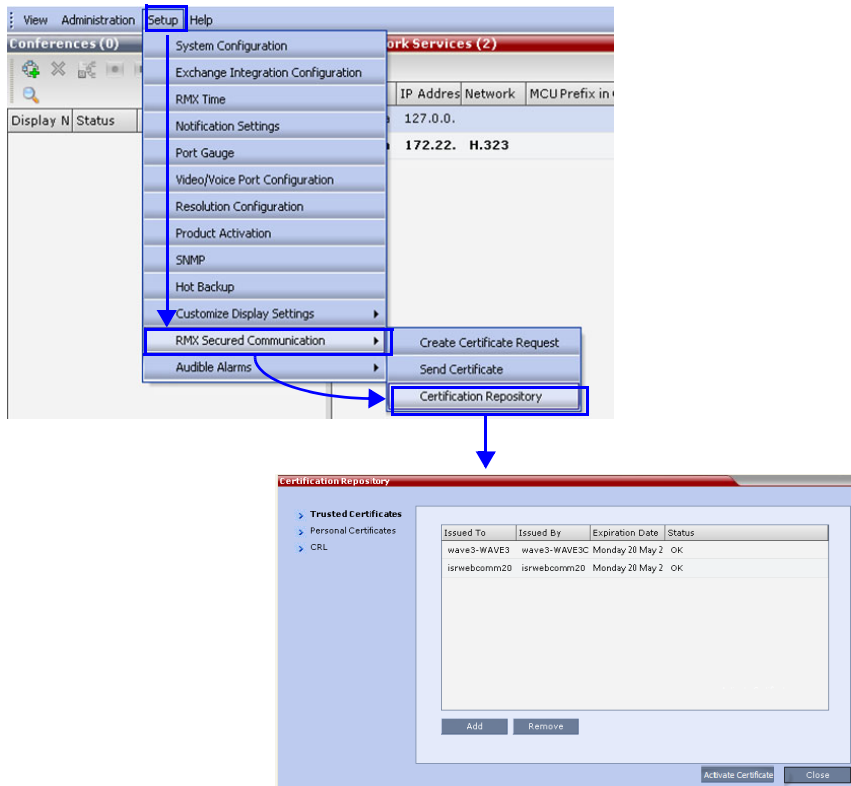 View Administration Setup Help
Conferences (0)
ork Services (2)
IP Addres Network MCU Prefix in
Display N Status
127.0.0.
172.22. H.323
System Configuration
Exchange Integration Configuration
RMX Time
Notification Settings
Port Gauge
Video/Voice Port Configuration
Resolution Configuration
Product Activation
SNMP
Hot Backup
Customize Display Settings
RMX Secured Communication
Audible Alarms
Create Certificate Request
Send Certificate
Certification Repository
Certification Repository
Trusted Certificates
Personal Certificates
CRL
Issued To Issued By Expiration Date Status
wave3-WAVE3 wave3-WAVE3C Monday 20 May 2 OK
isrwebcomm20 isrwebcomm20 Monday 20 May 2 OK
Add Remove
Activate Certificate Close